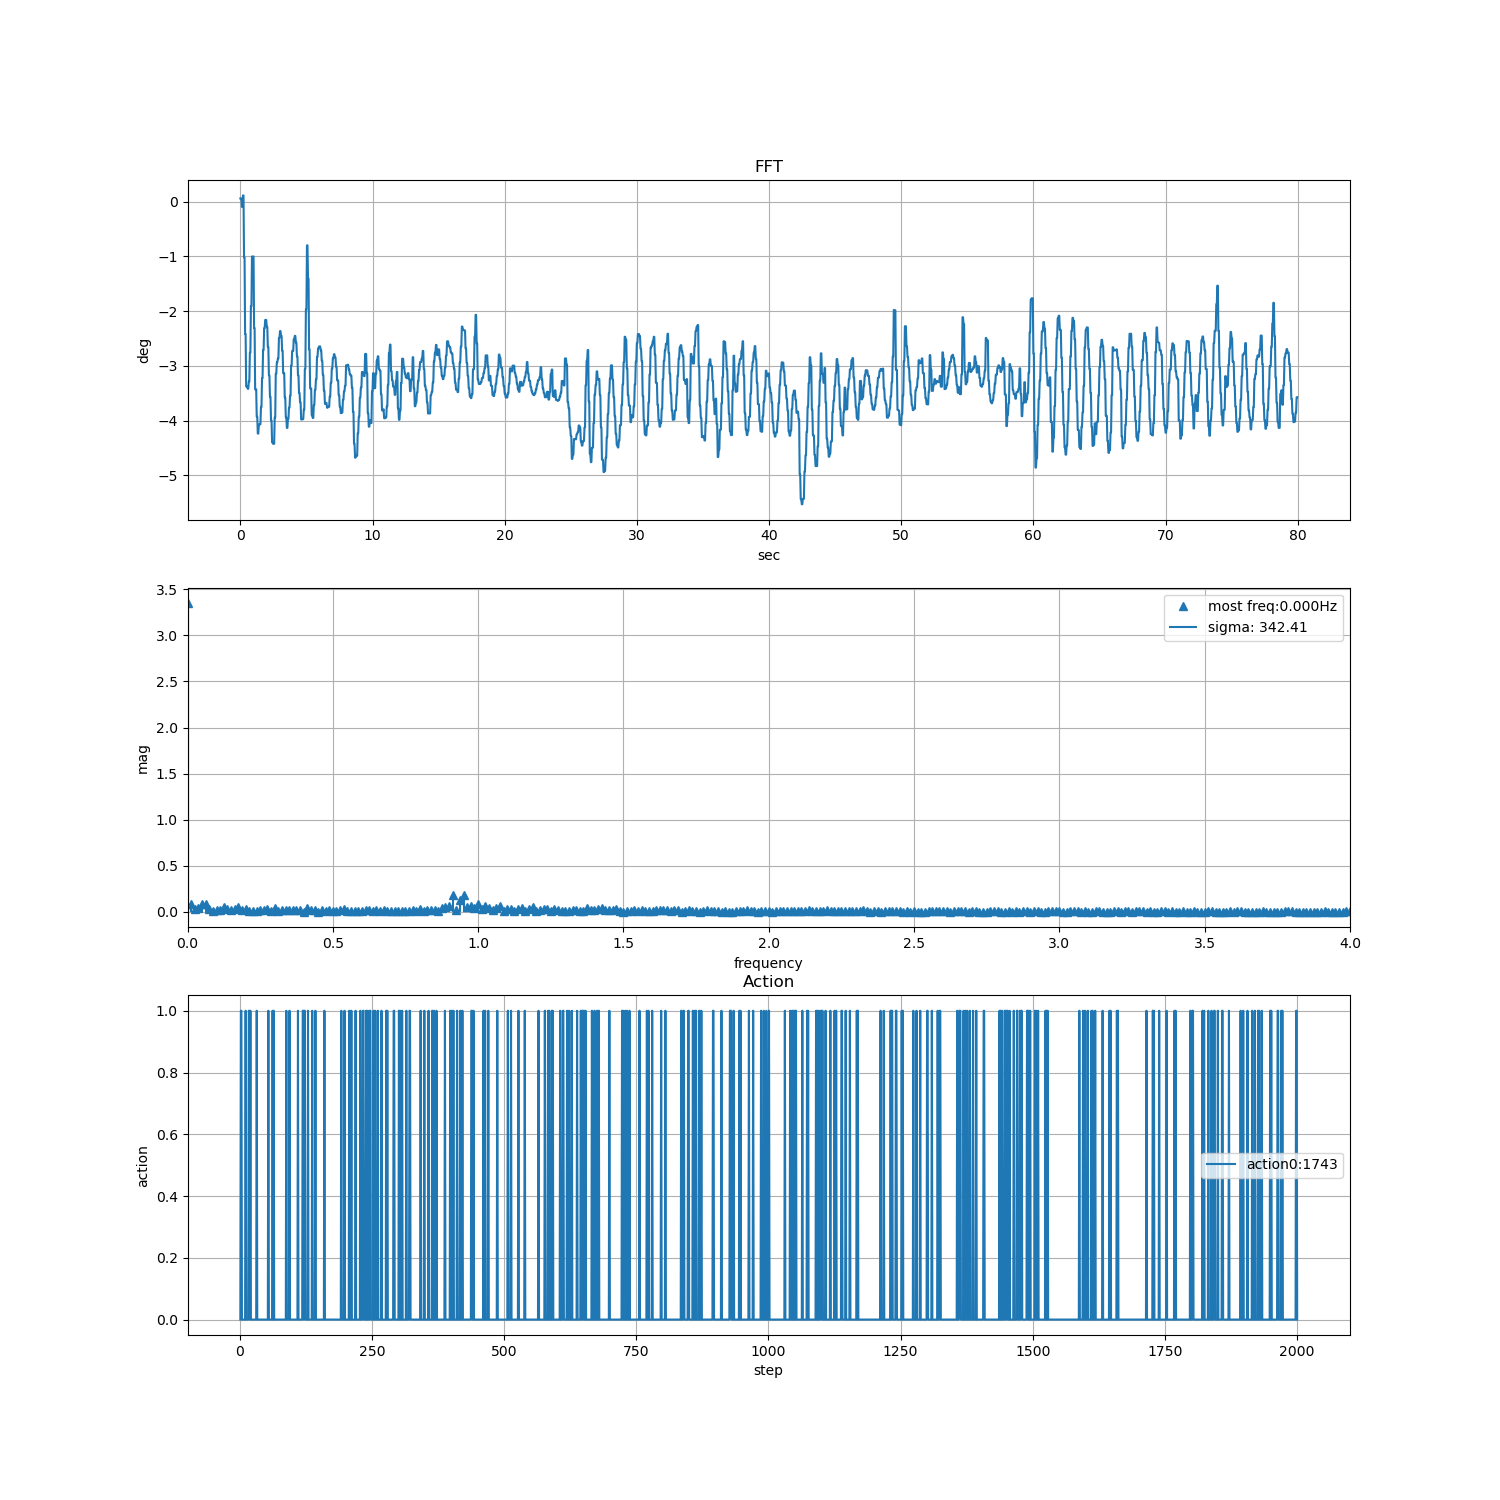 FFT
0
−1
−2
−3
−4
−5
deg
0 10 20 30 40 50 60 70 80
sec
3.5
3.0
2.5
2.0
1.5
1.0
0.5
0.0
mag
most freq:0.000Hz
sigma: 342.41
0.0 0.5 1.0 1.5 2.0 2.5 3.0 3.5 4.0
frequency
Action
1.0
0.8
0.6
0.4
0.2
0.0
action
action0:1743
0 250 500 750 1000 1250 1500 1750 2000
step